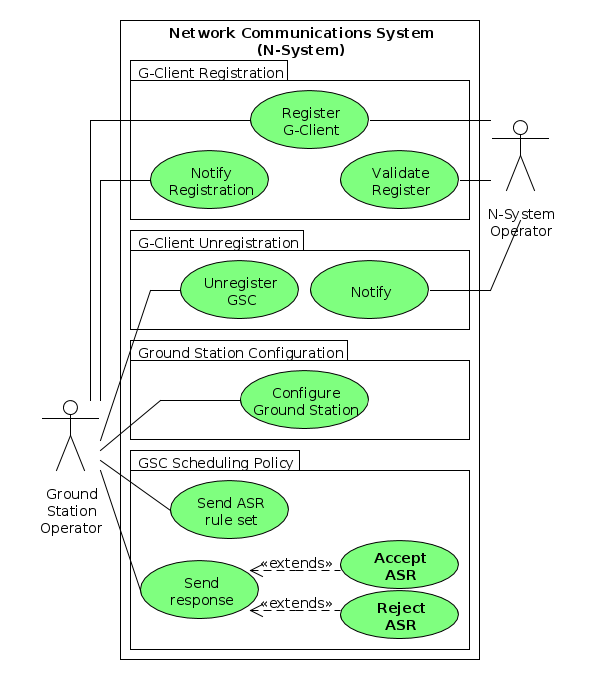 Network Communications System
(N-System)
G-Client Registration
Register
G-Client
Notify
Registration
Validate
Register
N-System
Operator
G-Client Unregistration
Unregister
GSC
Notify
Ground Station Configuration
Configure
Ground Station
Ground
Station
Operator
GSC Scheduling Policy
Send ASR
rule set
Send
response
«extends»
Accept
ASR
«extends»
Reject
ASR